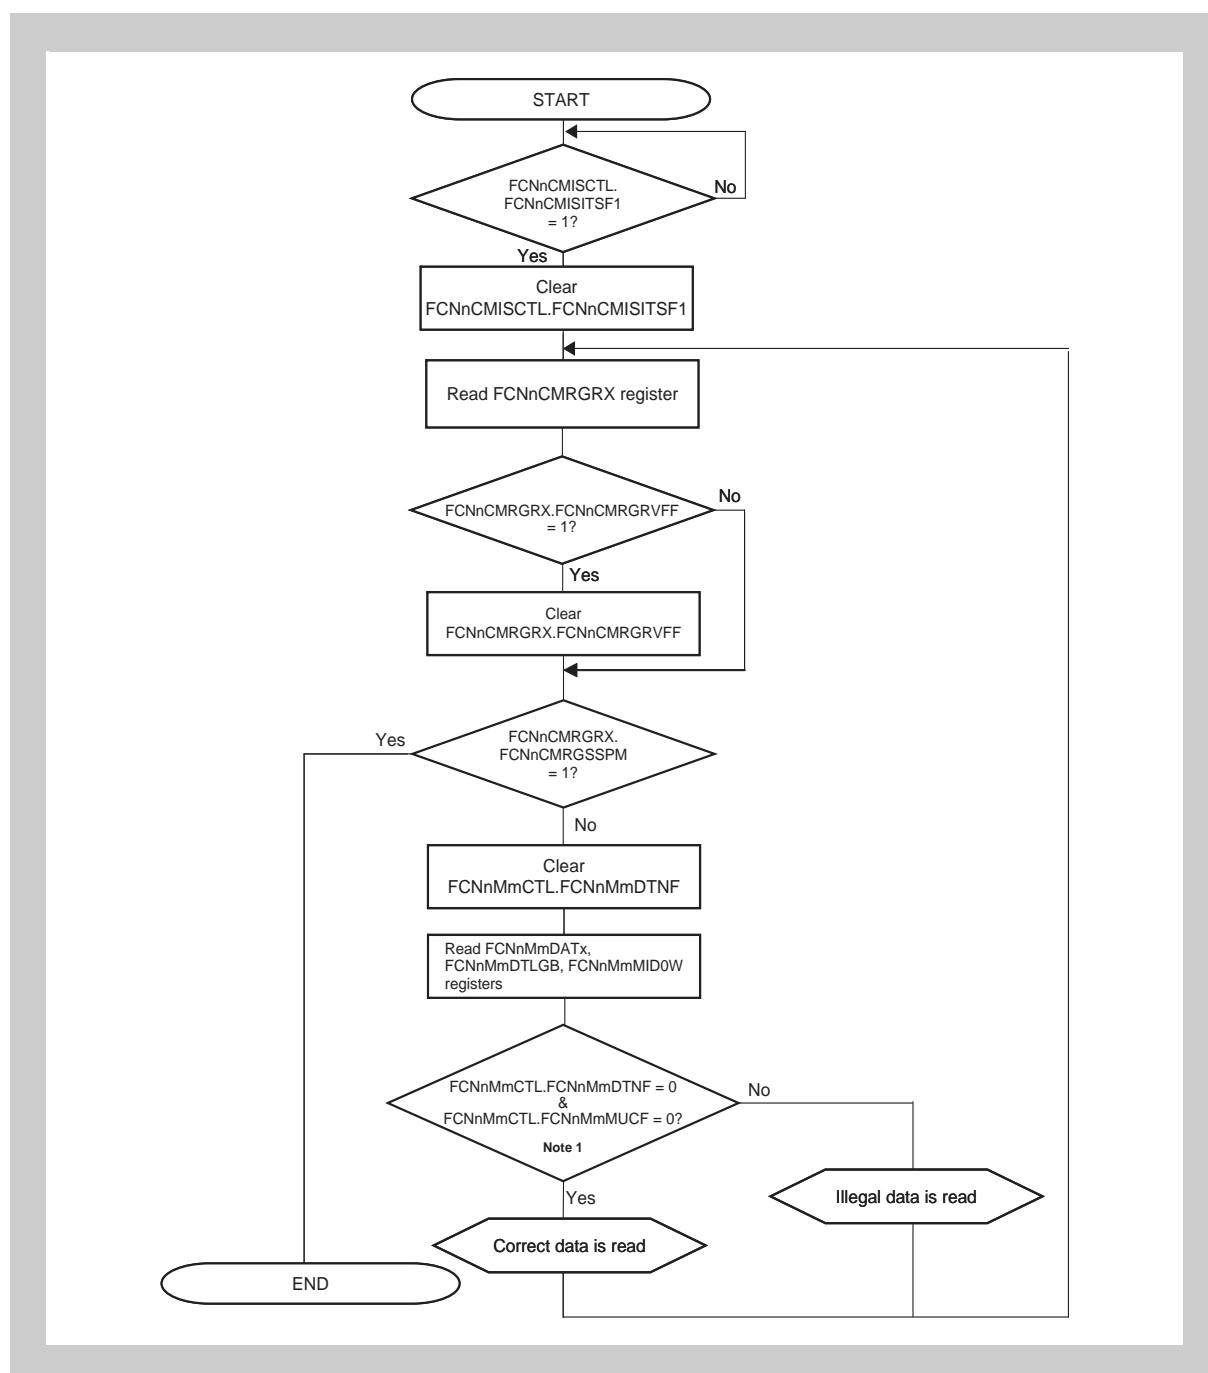 START
FCNnCMISCTL.
FCNnCMISITSF1
= 1?
No
Yes
Clear
FCNnCMISCTL.FCNnCMISITSF1
Read FCNnCMRGRX register
FCNnCMRGRX.FCNnCMRGRVFF
= 1?
No
Yes
Clear
FCNnCMRGRX.FCNnCMRGRVFF
FCNnCMRGRX.
FCNnCMRGSSPM
= 1?
Yes
No
Clear
FCNnMmCTL.FCNnMmDTNF
Read FCNnMmDATx,
FCNnMmDTLGB, FCNnMmMID0W
registers
FCNnMmCTL.FCNnMmDTNF = 0
&
FCNnMmCTL.FCNnMmMUCF = 0?
Note 1
No
Yes
Illegal data is read
Correct data is read
END